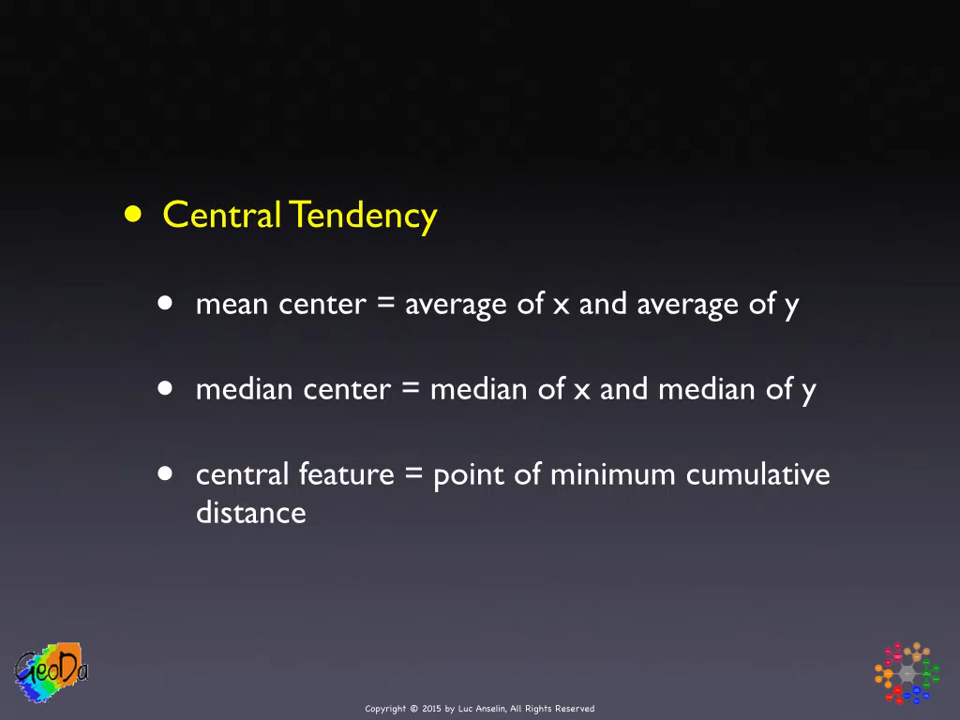 • Central Tendency
• mean center = average of x and average of y
• median center = median of x and median of y
• central feature = point of minimum cumulative
distance
GeoDa
Copyright © 2015 by Luc Anselin, All Rights Reserved